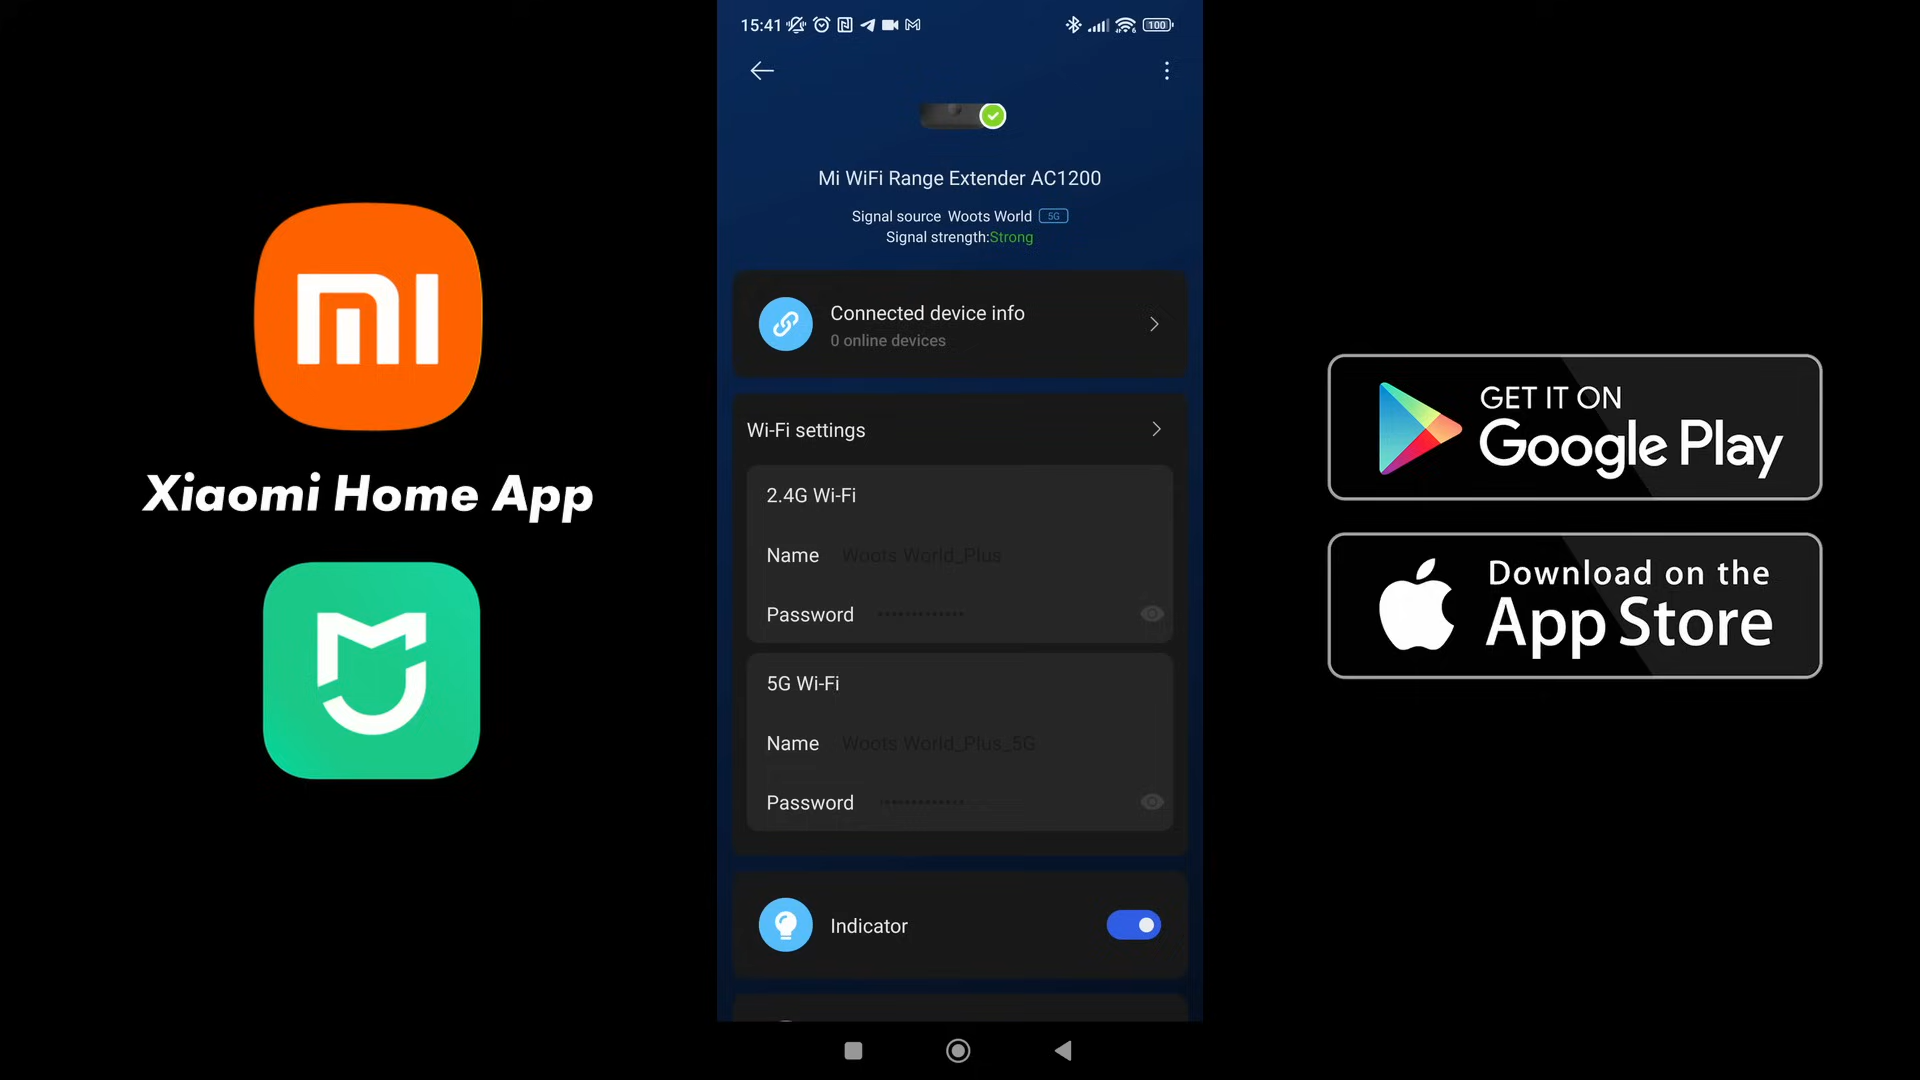 15:41
100
Mi WiFi Range Extender AC1200
Signal source Woots World 5G
Signal strength:Strong
Connected device info
0 online devices
Wi-Fi settings
2.4G Wi-Fi
Name Woots World_Plus
Password ••••••••••••
5G Wi-Fi
Name Woots World_Plus_5G
Password ••••••••••••
Indicator
Xiaomi Home App
GET IT ON
Google Play
Download on the
App Store